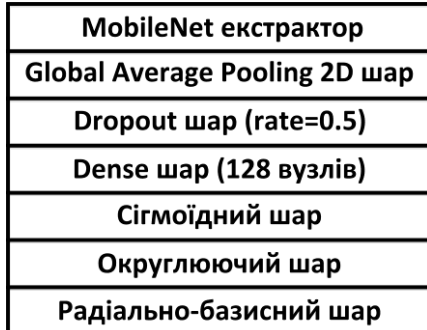 MobileNet екстрактор
Global Average Pooling 2D шар
Dropout шар (rate=0.5)
Dense шар (128 вузлів)
Сігмоїдний шар
Округлюючий шар
Радіально-базисний шар